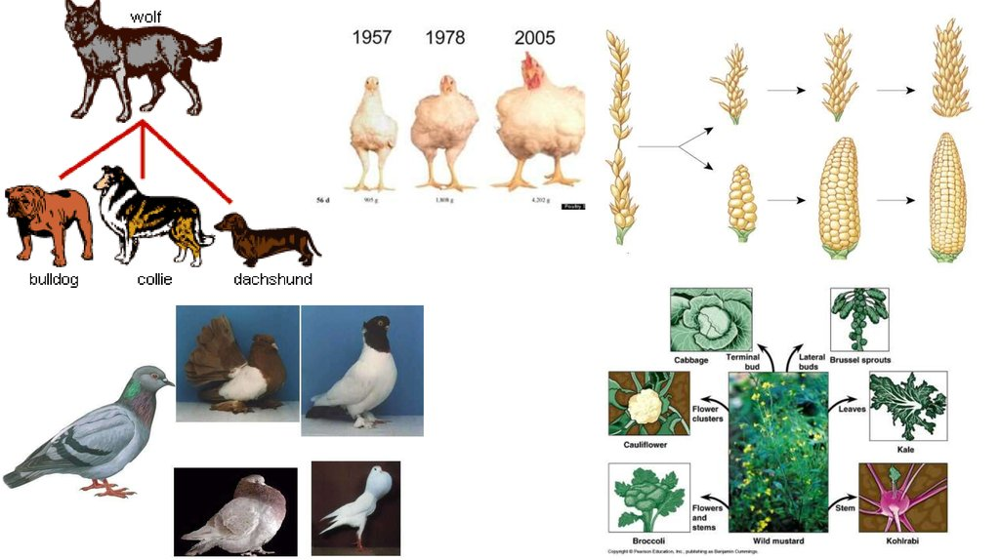 wolf
bulldog
collie
dachshund
1957
1978
2005
56 d
905 g
1,808 g
4,202 g
Poultry
Cabbage
Terminal
bud
Lateral
buds
Brussel sprouts
Flower
clusters
Cauliflower
Leaves
Kale
Flowers
and
stems
Broccoli
Wild mustard
Stem
Kohlrabi
Copyright © Pearson Education, Inc., publishing as Benjamin Cummings.